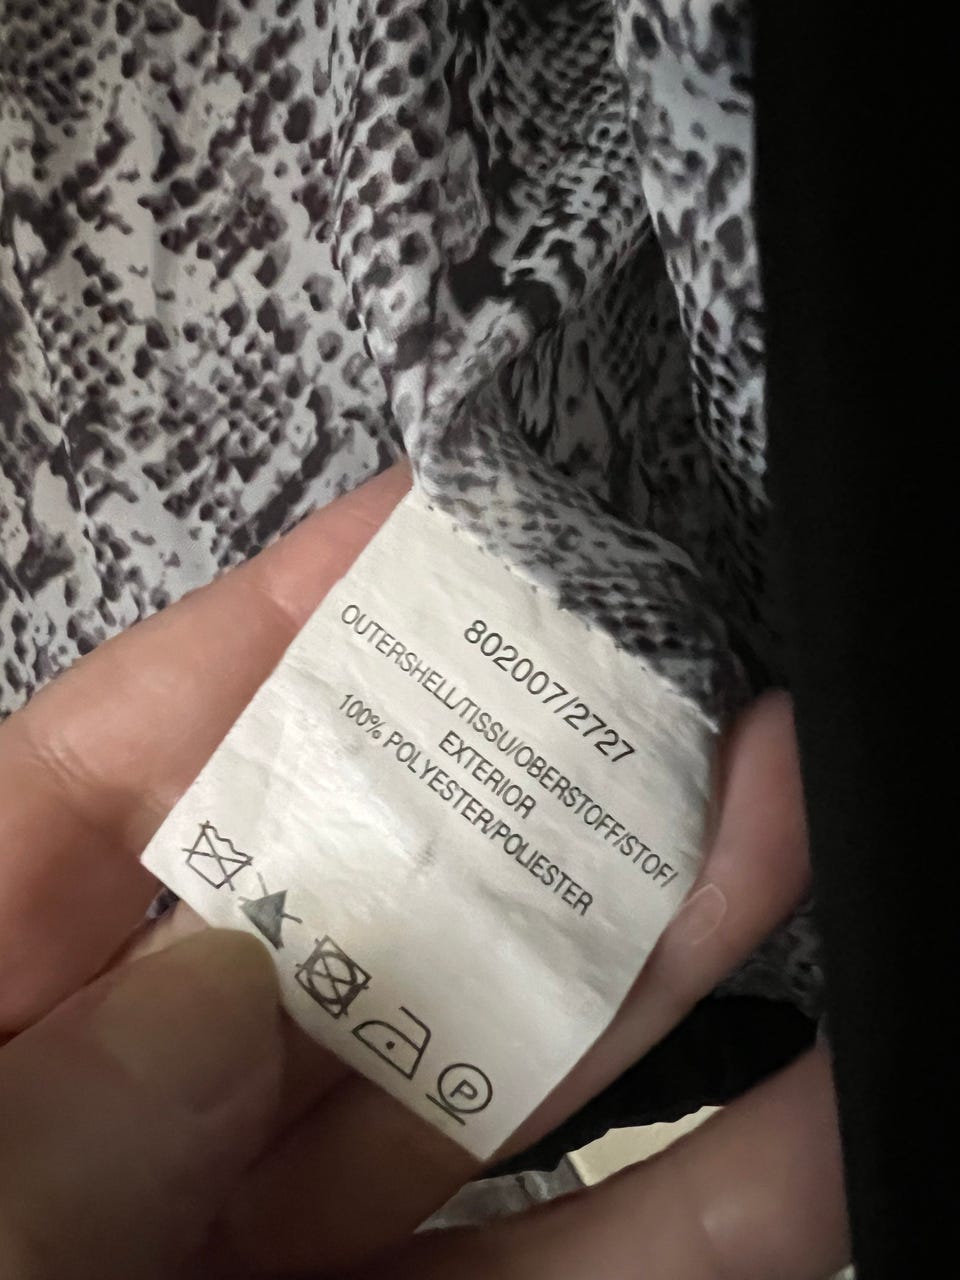 802007/2727
OUTERSHELL/TISSU/OBERSTOFF/STOF/
EXTERIOR
100% POLYESTER/POLIESTER
P